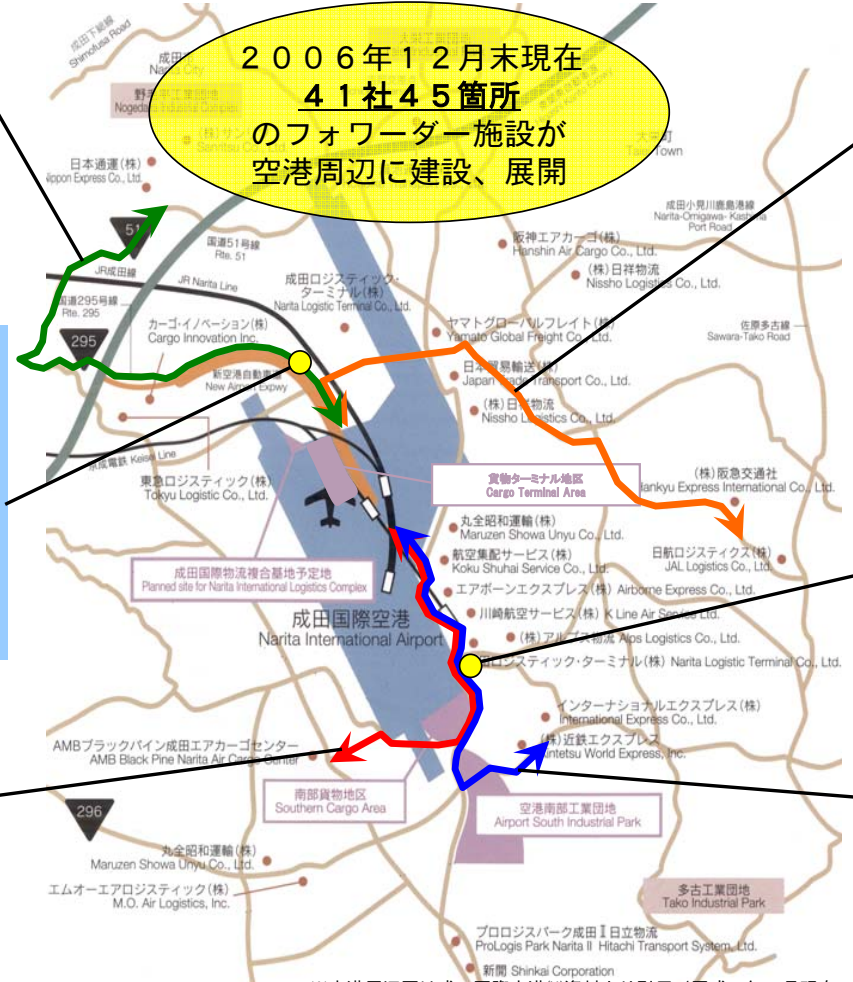 ２００６年１２月末現在
４１社４５箇所
のフォワーダー施設が
空港周辺に建設、展開
成田下総線
Shimofusa Road
成田市
Narita City
Nogedaira Industrial Complex
日本通運(株)
Nippon Express Co., Ltd.
Town
成田小見川鹿島港線
Narita-Omigawa- Kashima
Port Road
51
国道51号線
Rte. 51
JR成田線
JR Narita Line
阪神エアカーゴ(株)
Hanshin Air Cargo Co., Ltd.
(株)日祥物流
Nissho Logistics Co., Ltd.
成田ロジスティック・
ターミナル(株)
Narita Logistic Terminal Co., Ltd.
国道295号線
Rte. 295
295
カーゴ・イノベーション(株)
Cargo Innovation Inc.
ヤマトグローバルフレイト(株)
Yamato Global Freight Co., Ltd.
佐原多古線
Sawara-Tako Road
新空港自動車道
New Airport Expwy
日本貿易輸送(株)
Japan Trade Transport Co., Ltd.
(株)日祥物流
Nissho Logistics Co., Ltd.
京成電鉄 Keisei Line
東急ロジスティック(株)
Tokyu Logistic Co., Ltd.
貨物ターミナル地区
Cargo Terminal Area
(株)阪急交通社
Hankyu Express International Co., Ltd.
丸全昭和運輸(株)
Maruzen Showa Unyu Co., Ltd.
航空集配サービス(株)
Koku Shuhai Service Co., Ltd.
日航ロジスティクス(株)
JAL Logistics Co., Ltd.
成田国際物流複合基地予定地
Planned site for Narita International Logistics Complex
エアボーンエクスプレス(株) Airborne Express Co., Ltd.
成田国際空港
Narita International Airport
川崎航空サービス(株) K Line Air Service Ltd.
(株)アルプス物流 Alps Logistics Co., Ltd.
田ロジスティック・ターミナル(株) Narita Logistic Terminal Co., Ltd.
インターナショナルエクスプレス(株)
International Express Co., Ltd.
AMBブラックパイン成田エアカーゴセンター
AMB Black Pine Narita Air Cargo Center
(株)近鉄エクスプレス
Kintetsu World Express, Inc.
南部貨物地区
Southern Cargo Area
空港南部工業団地
Airport South Industrial Park
296
丸全昭和運輸(株)
Maruzen Showa Unyu Co., Ltd.
エムオーエアロジスティック(株)
M.O. Air Logistics, Inc.
多古工業団地
Tako Industrial Park
プロロジスパーク成田Ⅱ日立物流
ProLogis Park Narita II Hitachi Transport System, Ltd.
新開 Shinkai Corporation